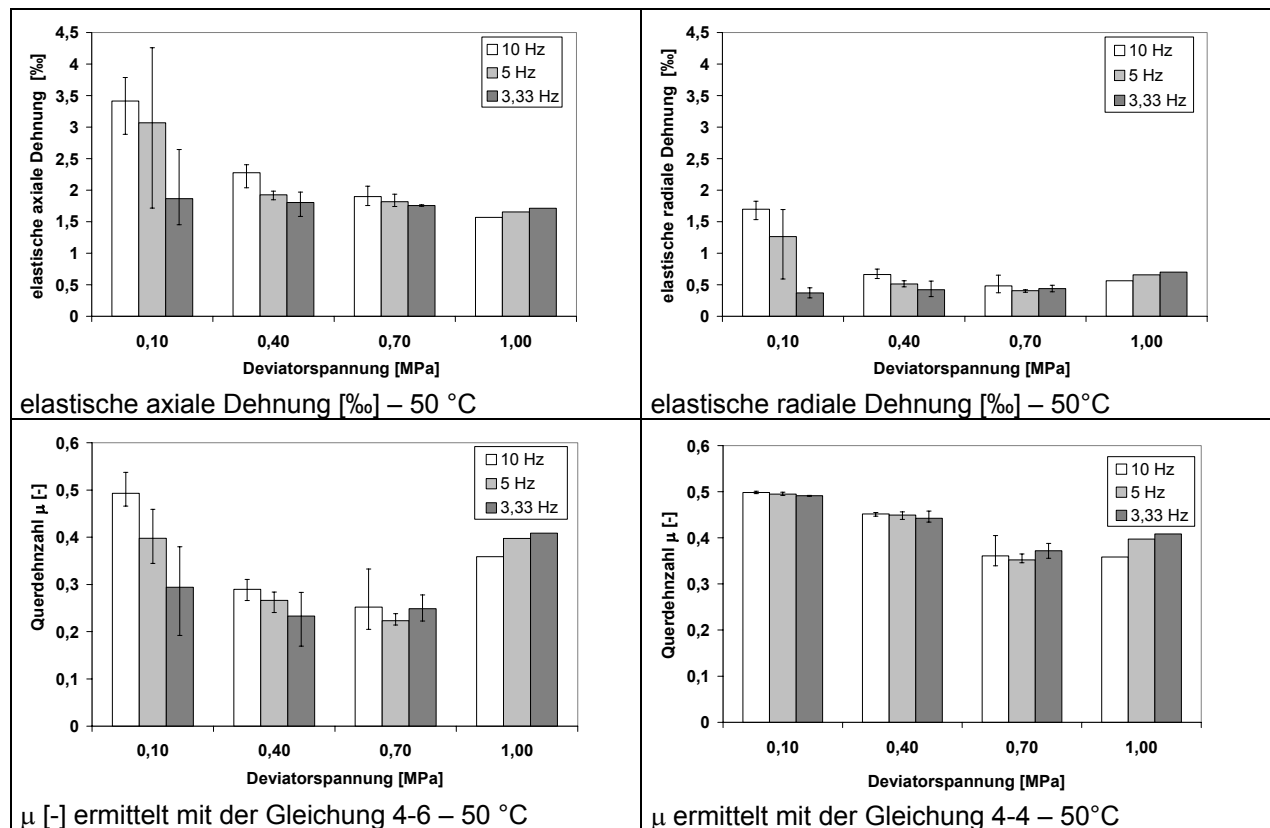 4,5
4
3,5
3
2,5
2
1,5
1
0,5
0
elastische axiale Dehnung [‰]
10 Hz
5 Hz
3,33 Hz
0,10 0,40 0,70 1,00
Deviatorspannung [MPa]
elastische axiale Dehnung [‰] – 50 °C
4,5
4
3,5
3
2,5
2
1,5
1
0,5
0
elastische radiale Dehnung [‰]
10 Hz
5 Hz
3,33 Hz
0,10 0,40 0,70 1,00
Deviatorspannung [MPa]
elastische radiale Dehnung [‰] – 50°C
0,6
0,5
0,4
0,3
0,2
0,1
0
Querdehnzahl µ [-]
10 Hz
5 Hz
3,33 Hz
0,10 0,40 0,70 1,00
Deviatorspannung [MPa]
µ [-] ermittelt mit der Gleichung 4-6 – 50 °C
0,6
0,5
0,4
0,3
0,2
0,1
0
Querdehnzahl µ [-]
10 Hz
5 Hz
3,33 Hz
0,10 0,40 0,70 1,00
Deviatorspannung [MPa]
µ ermittelt mit der Gleichung 4-4 – 50°C